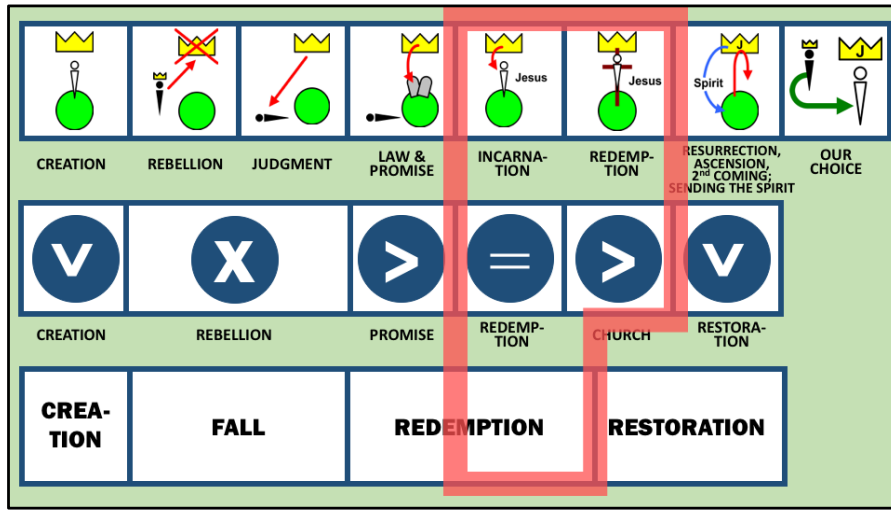 J
J
Jesus
Jesus
Spirit
CREATION
REBELLION
JUDGMENT
LAW &
PROMISE
INCARNA-
TION
REDEMP-
TION
RESURRECTION,
ASCENSION,
2nd COMING;
SENDING THE SPIRIT
OUR
CHOICE
V
X
>
=
>
V
CREATION
REBELLION
PROMISE
REDEMP-
TION
CHURCH
RESTORA-
TION
CREA-
TION
FALL
REDEMPTION
RESTORATION